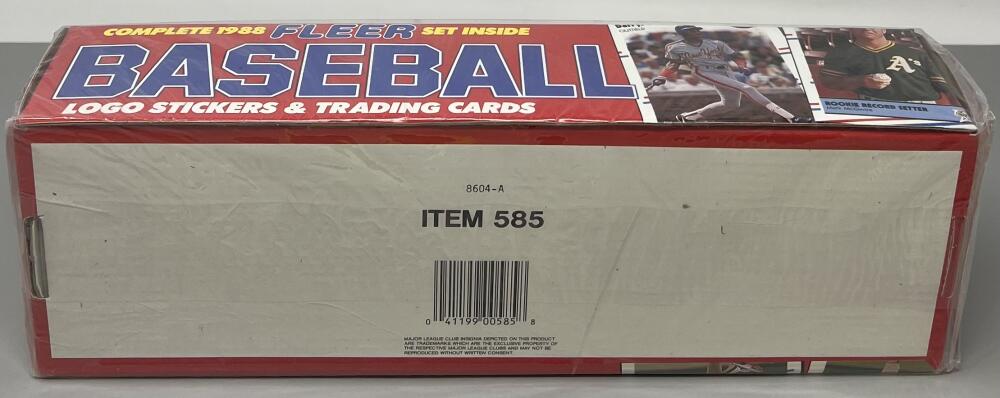 COMPLETE 1988 FLEER SET INSIDE
BASEBALL
LOGO STICKERS & TRADING CARDS
OUTFIELD
A's
ROOKIE RECORD SETTER
8604-A
ITEM 585
0 41199 00585 8
MAJOR LEAGUE CLUB INSIGNIA DEPICTED ON THIS PRODUCT
ARE TRADEMARKS WHICH ARE THE EXCLUSIVE PROPERTY OF
THE RESPECTIVE MAJOR LEAGUE CLUBS AND MAY NOT BE
REPRODUCED WITHOUT WRITTEN CONSENT.